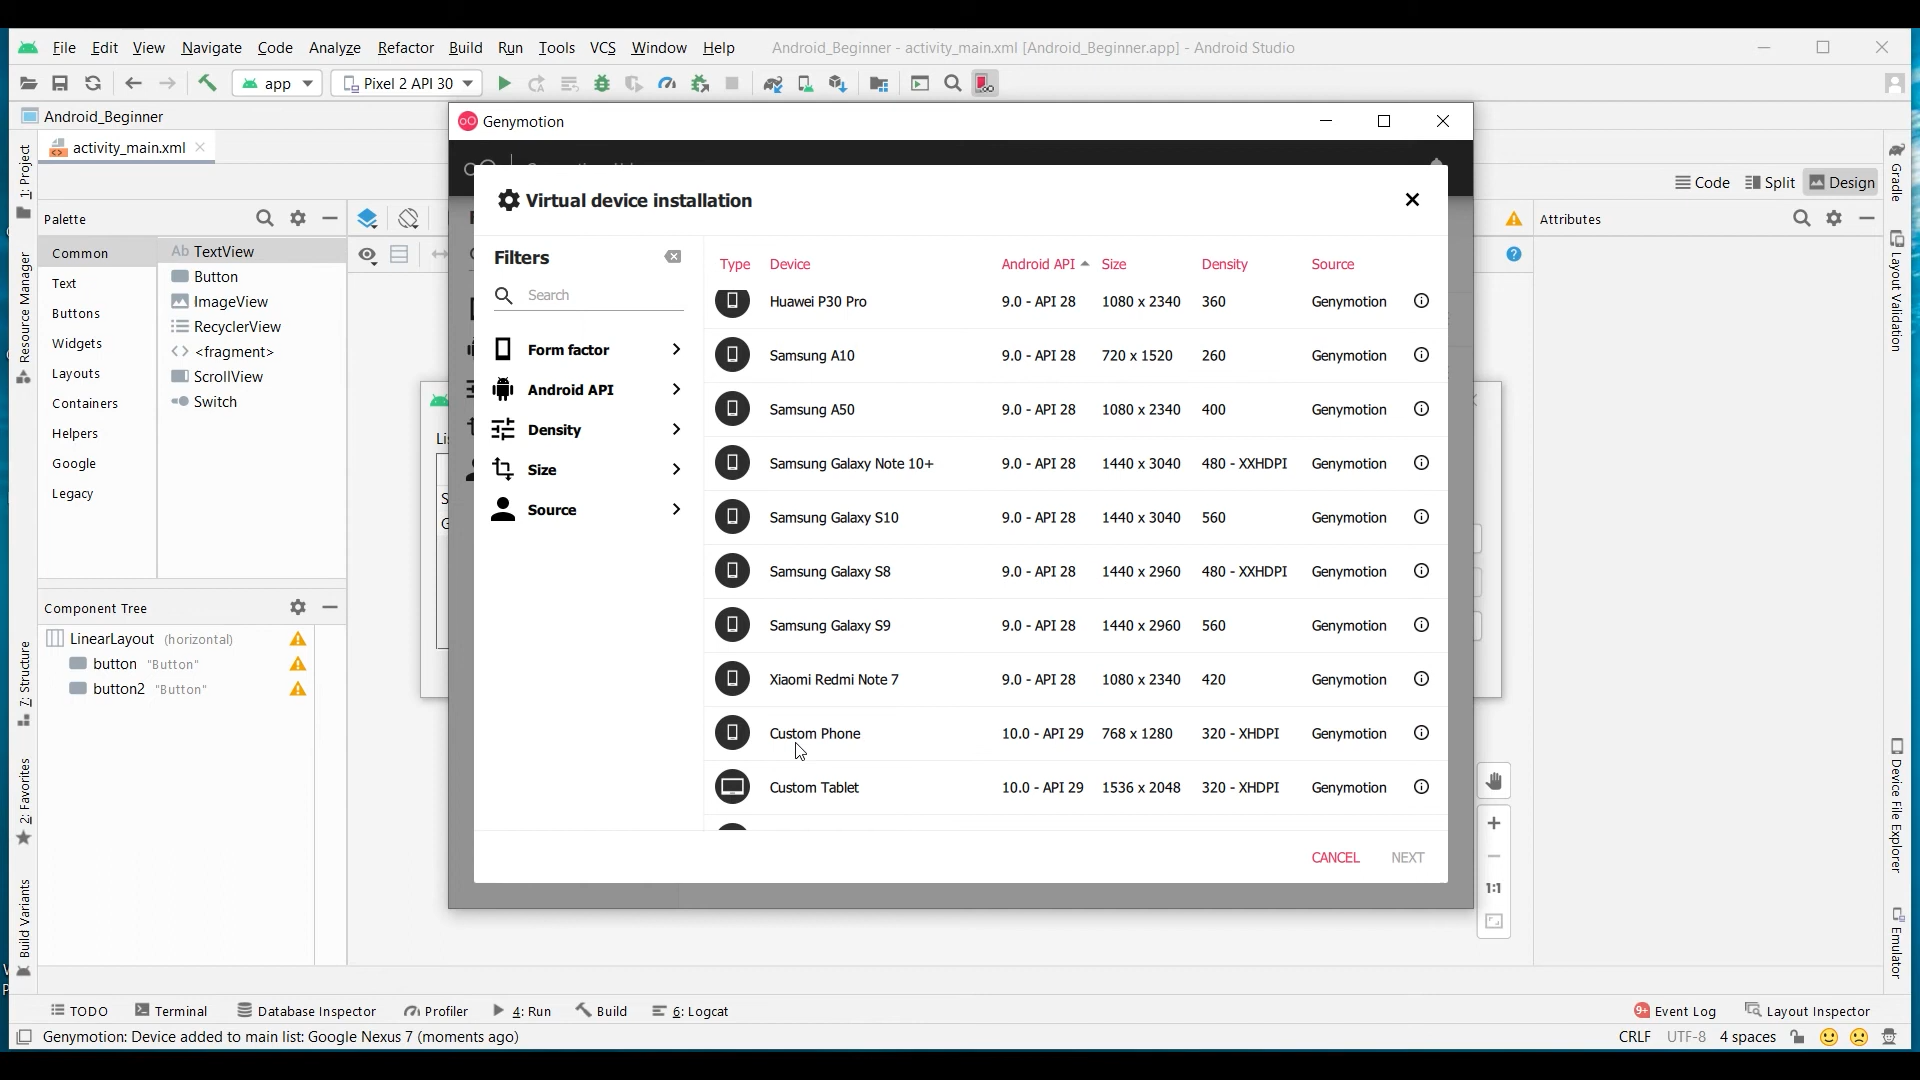 File Edit View Navigate Code Analyze Refactor Build Run Tools VCS Window Help Android_Beginner - activity_main.xml [Android_Beginner.app] - Android Studio
app Pixel 2 API 30
Android_Beginner
activity_main.xml
Code Split Design
1: Project
Resource Manager
7: Structure
2: Favorites
Build Variants
Palette
Common
Text
Buttons
Widgets
Layouts
Containers
Helpers
Google
Legacy
Ab TextView
Button
ImageView
RecyclerView
<> <fragment>
ScrollView
Switch
Component Tree
LinearLayout (horizontal)
button "Button"
button2 "Button"
Genymotion
Virtual device installation
Filters
Search
Form factor
Android API
Density
Size
Source
Type Device Android API Size Density Source
Huawei P30 Pro 9.0 - API 28 1080 x 2340 360 Genymotion
Samsung A10 9.0 - API 28 720 x 1520 260 Genymotion
Samsung A50 9.0 - API 28 1080 x 2340 400 Genymotion
Samsung Galaxy Note 10+ 9.0 - API 28 1440 x 3040 480 - XXHDPI Genymotion
Samsung Galaxy S10 9.0 - API 28 1440 x 3040 560 Genymotion
Samsung Galaxy S8 9.0 - API 28 1440 x 2960 480 - XXHDPI Genymotion
Samsung Galaxy S9 9.0 - API 28 1440 x 2960 560 Genymotion
Xiaomi Redmi Note 7 9.0 - API 28 1080 x 2340 420 Genymotion
Custom Phone 10.0 - API 29 768 x 1280 320 - XHDPI Genymotion
Custom Tablet 10.0 - API 29 1536 x 2048 320 - XHDPI Genymotion
CANCEL NEXT
Attributes
1:1
Gradle
Layout Validation
Device File Explorer
Emulator
TODO Terminal Database Inspector Profiler 4: Run Build 6: Logcat 9+ Event Log Layout Inspector
Genymotion: Device added to main list: Google Nexus 7 (moments ago) CRLF UTF-8 4 spaces